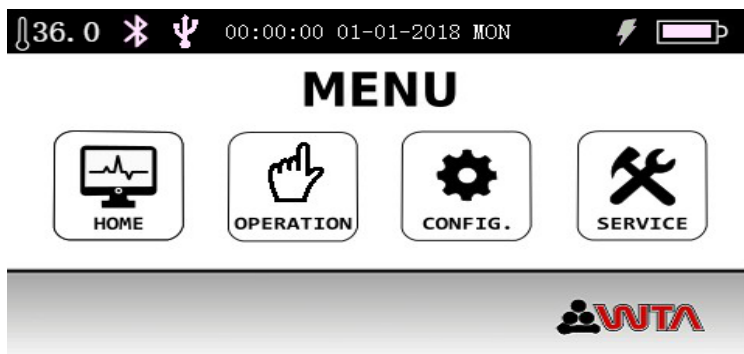 36.0 00:00:00 01-01-2018 MON
MENU
HOME OPERATION CONFIG. SERVICE
WTA